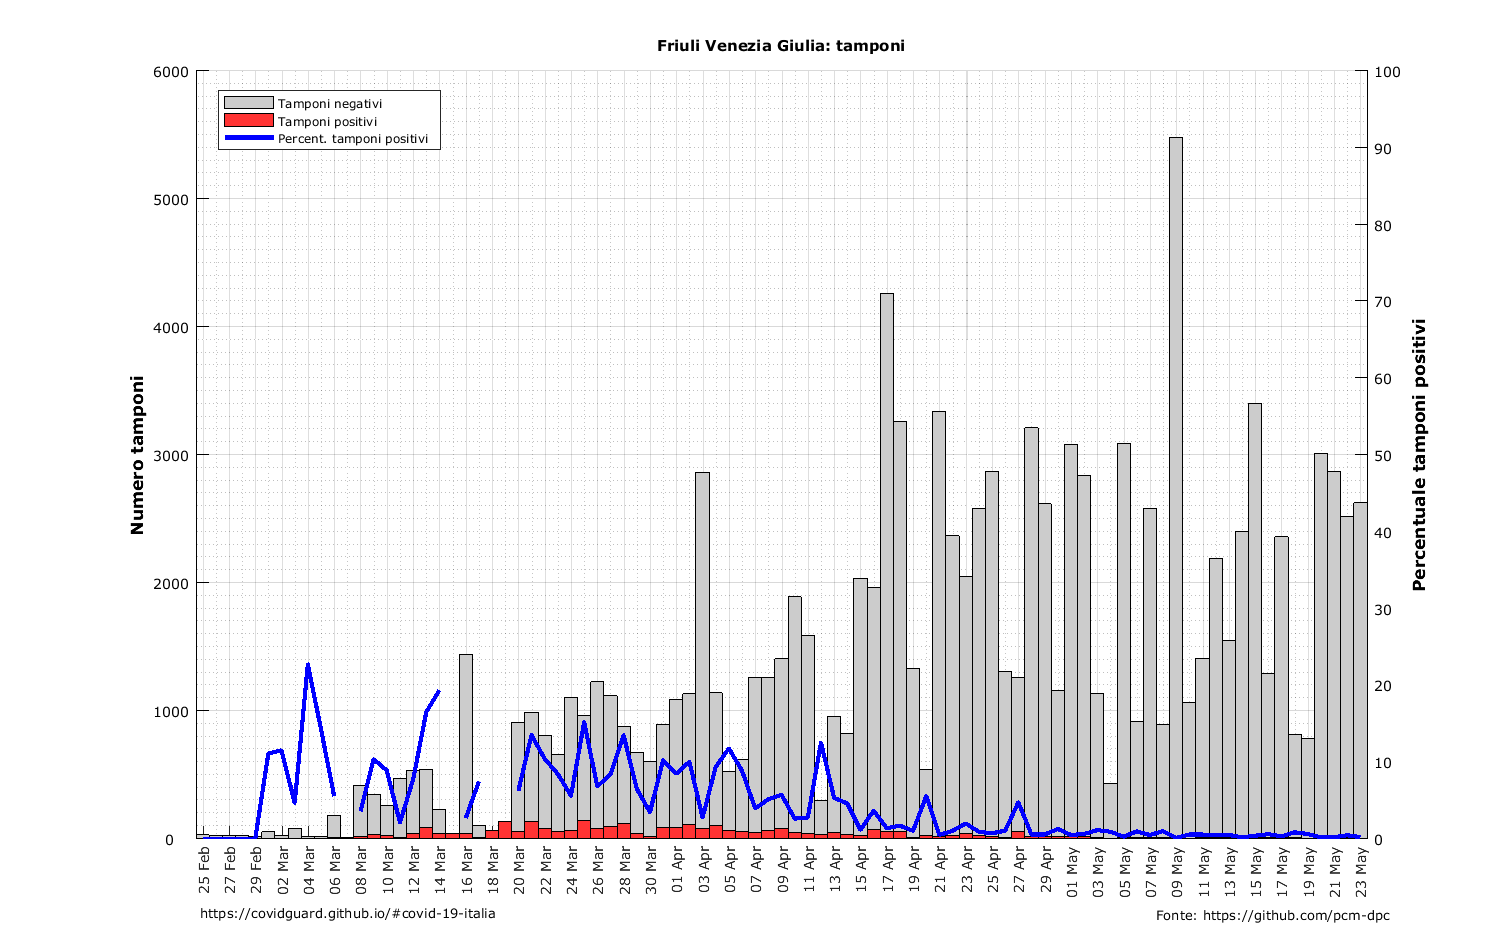 Friuli Venezia Giulia: tamponi
6000
5000
4000
3000
2000
1000
0
Numero tamponi
Tamponi negativi
Tamponi positivi
Percent. tamponi positivi
100
90
80
70
60
50
40
30
20
10
0
Percentuale tamponi positivi
25 Feb
27 Feb
29 Feb
02 Mar
04 Mar
06 Mar
08 Mar
10 Mar
12 Mar
14 Mar
16 Mar
18 Mar
20 Mar
22 Mar
24 Mar
26 Mar
28 Mar
30 Mar
01 Apr
03 Apr
05 Apr
07 Apr
09 Apr
11 Apr
13 Apr
15 Apr
17 Apr
19 Apr
21 Apr
23 Apr
25 Apr
27 Apr
29 Apr
01 May
03 May
05 May
07 May
09 May
11 May
13 May
15 May
17 May
19 May
21 May
23 May
https://covidguard.github.io/#covid-19-italia
Fonte: https://github.com/pcm-dpc